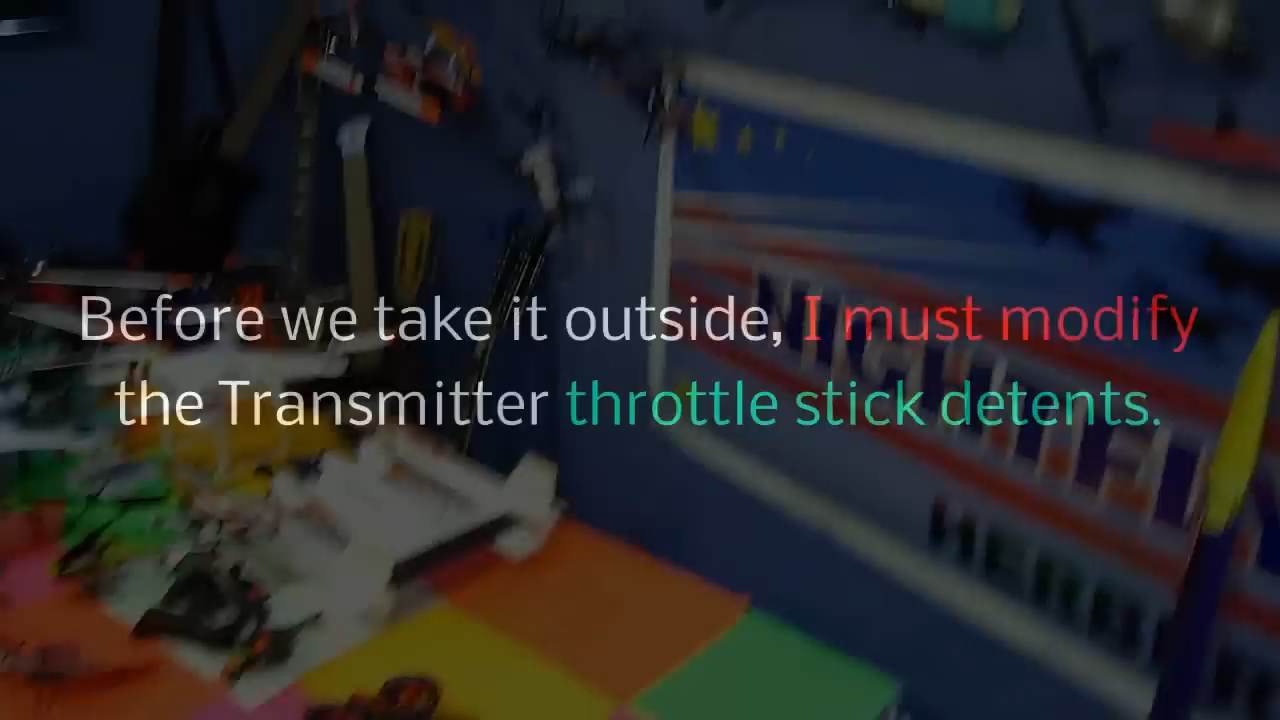 Before we take it outside, I must modify
the Transmitter throttle stick detents.